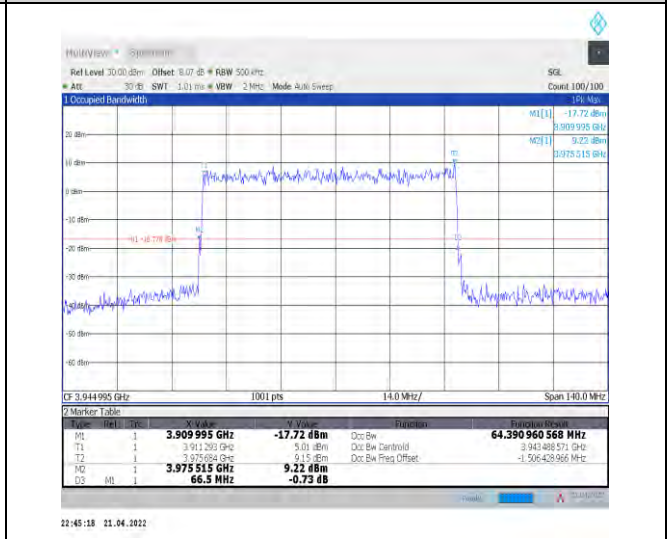 MultiView Spectrum
Ref Level 30.00 dBm Offset 8.07 dB RBW 500 kHz SGL
Att 30 dB SWT 1.01 ms VBW 2 MHz Mode Auto Sweep Count 100/100
1 Occupied Bandwidth 1Pk Max
M1[1] -17.72 dBm
3.909 995 GHz
M2[1] 9.23 dBm
3.975 515 GHz
20 dBm
10 dBm
0 dBm
-10 dBm
-20 dBm
-30 dBm
-40 dBm
-50 dBm
-60 dBm
CF 3.944 995 GHz 1001 pts 14.0 MHz/ Span 140.0 MHz
2 Marker Table
Type Ref Trc X-Value Y-Value Function Function Result
M1 1 3.909 995 GHz -17.72 dBm Occ Bw 64.390 960 568 MHz
T1 1 3.911 293 GHz 5.01 dBm Occ Bw Centroid 3.943 488 571 GHz
T2 1 3.975 684 GHz 9.15 dBm Occ Bw Freq Offset -1.506 428 966 MHz
M2 1 3.975 515 GHz 9.22 dBm
D3 M1 1 66.5 MHz -0.73 dB
22:45:18 21.04.2022